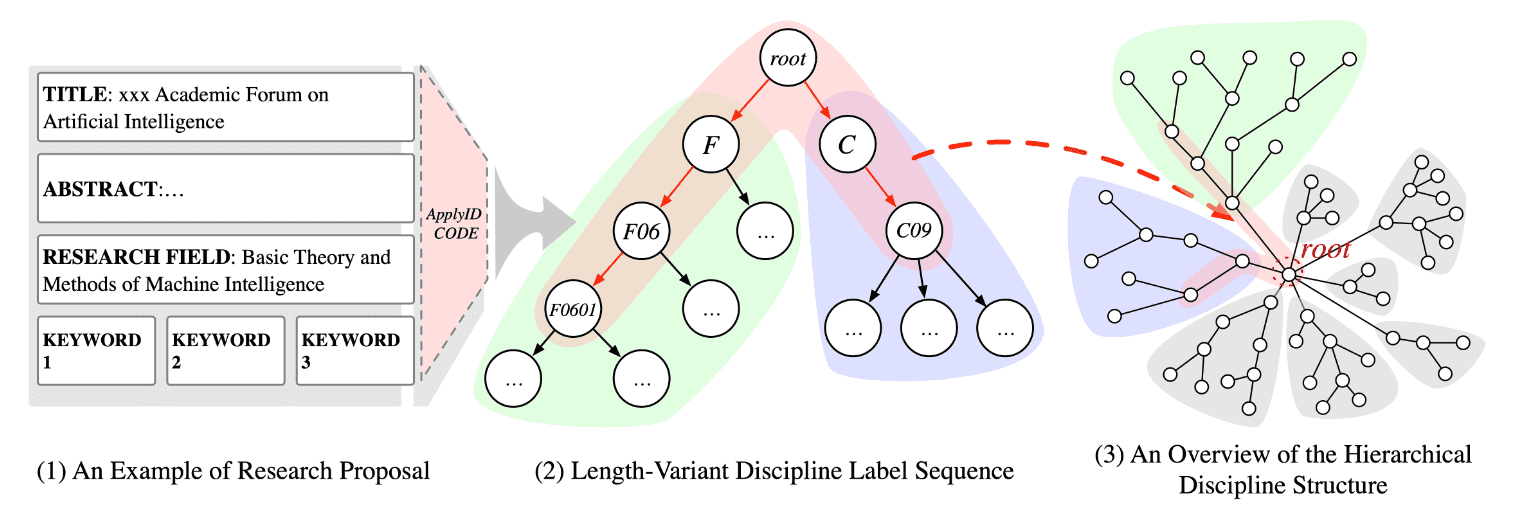 TITLE: xxx Academic Forum on
Artificial Intelligence
ABSTRACT:...
RESEARCH FIELD: Basic Theory and
Methods of Machine Intelligence
KEYWORD
1
KEYWORD
2
KEYWORD
3
ApplyID
CODE
root
F
C
F06
...
C09
F0601
...
...
...
...
...
...
root
(1) An Example of Research Proposal
(2) Length-Variant Discipline Label Sequence
(3) An Overview of the Hierarchical
Discipline Structure